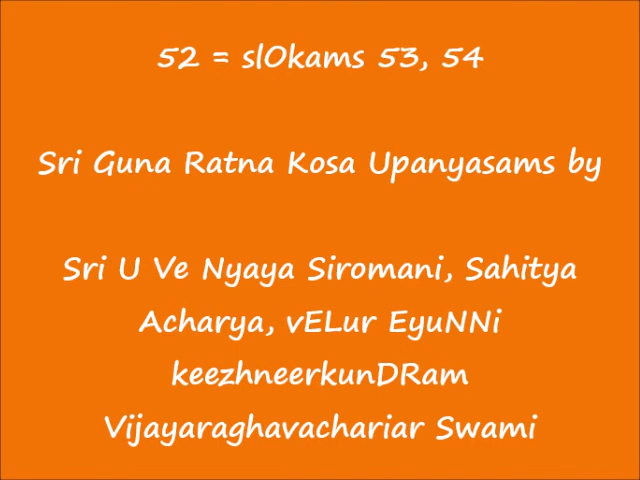 52 = slOkams 53, 54
Sri Guna Ratna Kosa Upanyasams by
Sri U Ve Nyaya Siromani, Sahitya
Acharya, vELur EyuNNi
keezhneerkunDRam
Vijayaraghavachariar Swami